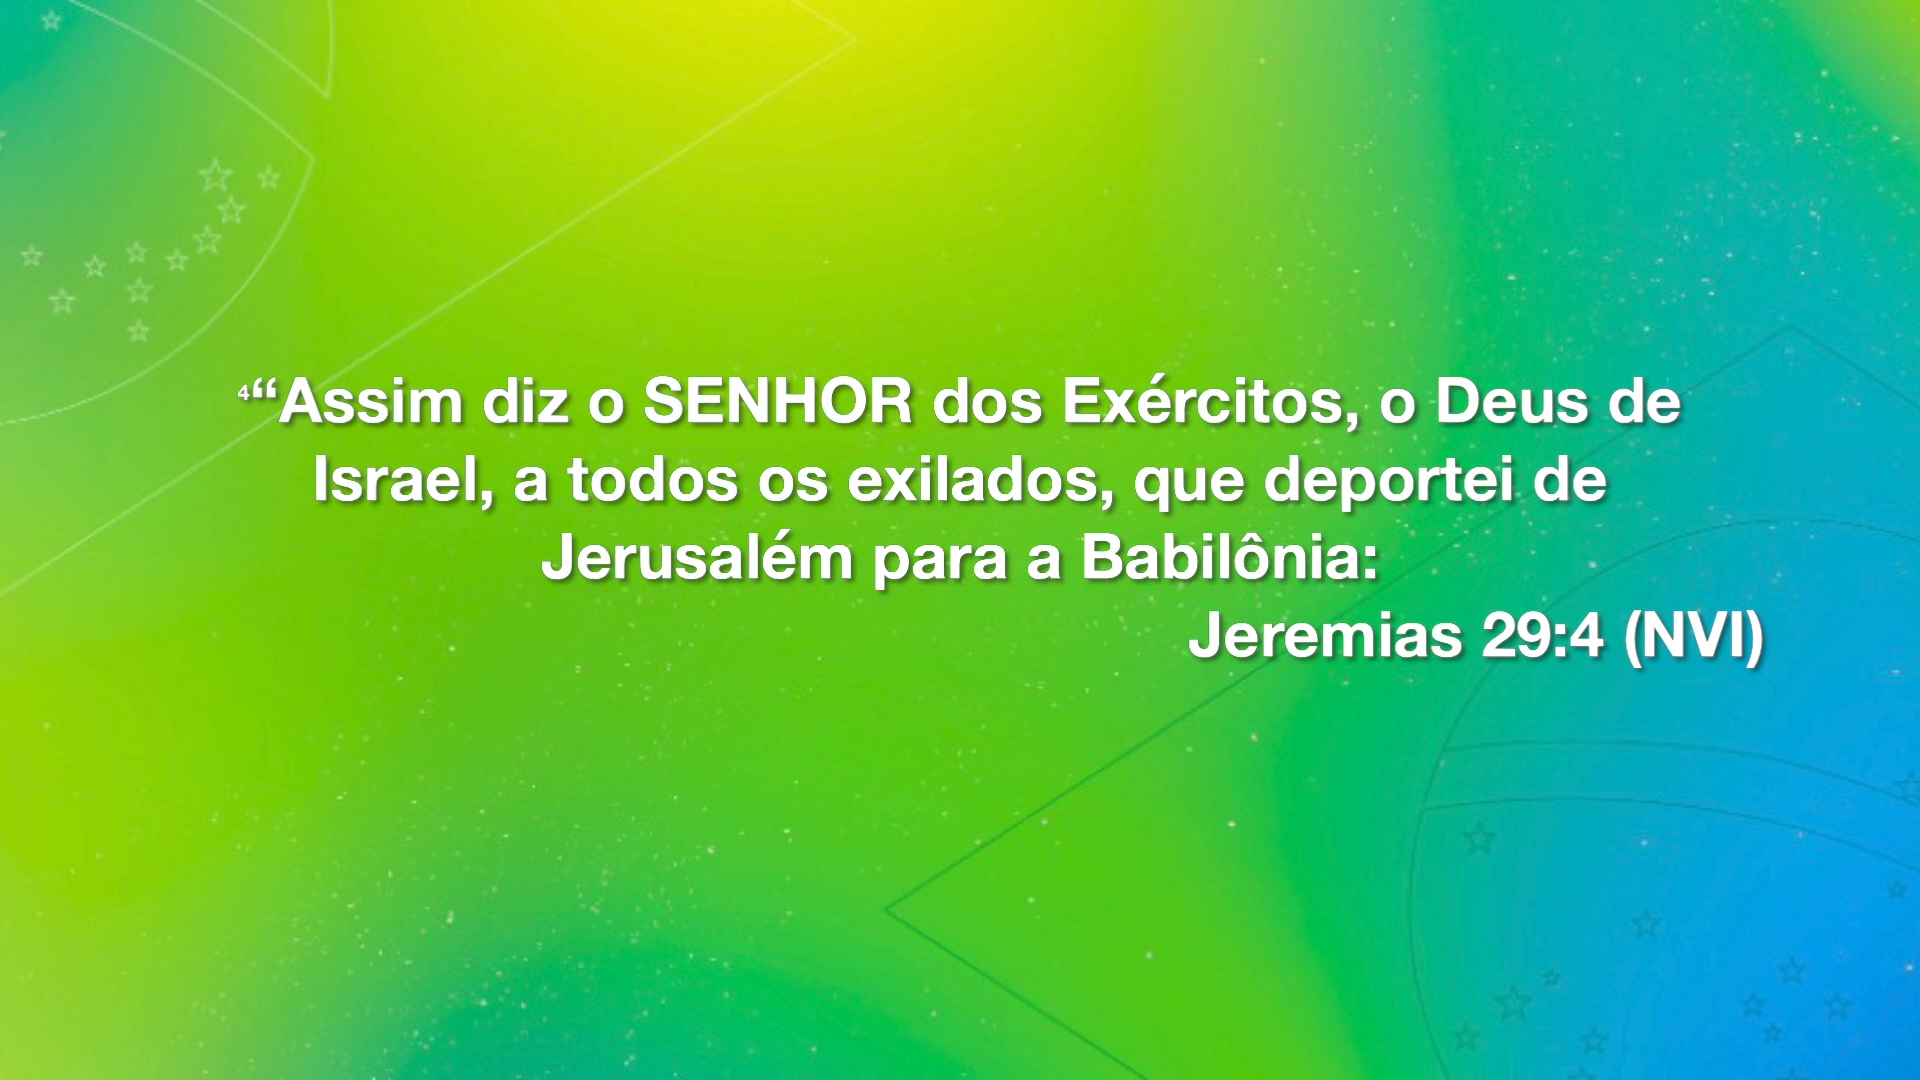 4“Assim diz o SENHOR dos Exércitos, o Deus de
Israel, a todos os exilados, que deportei de
Jerusalém para a Babilônia:
Jeremias 29:4 (NVI)